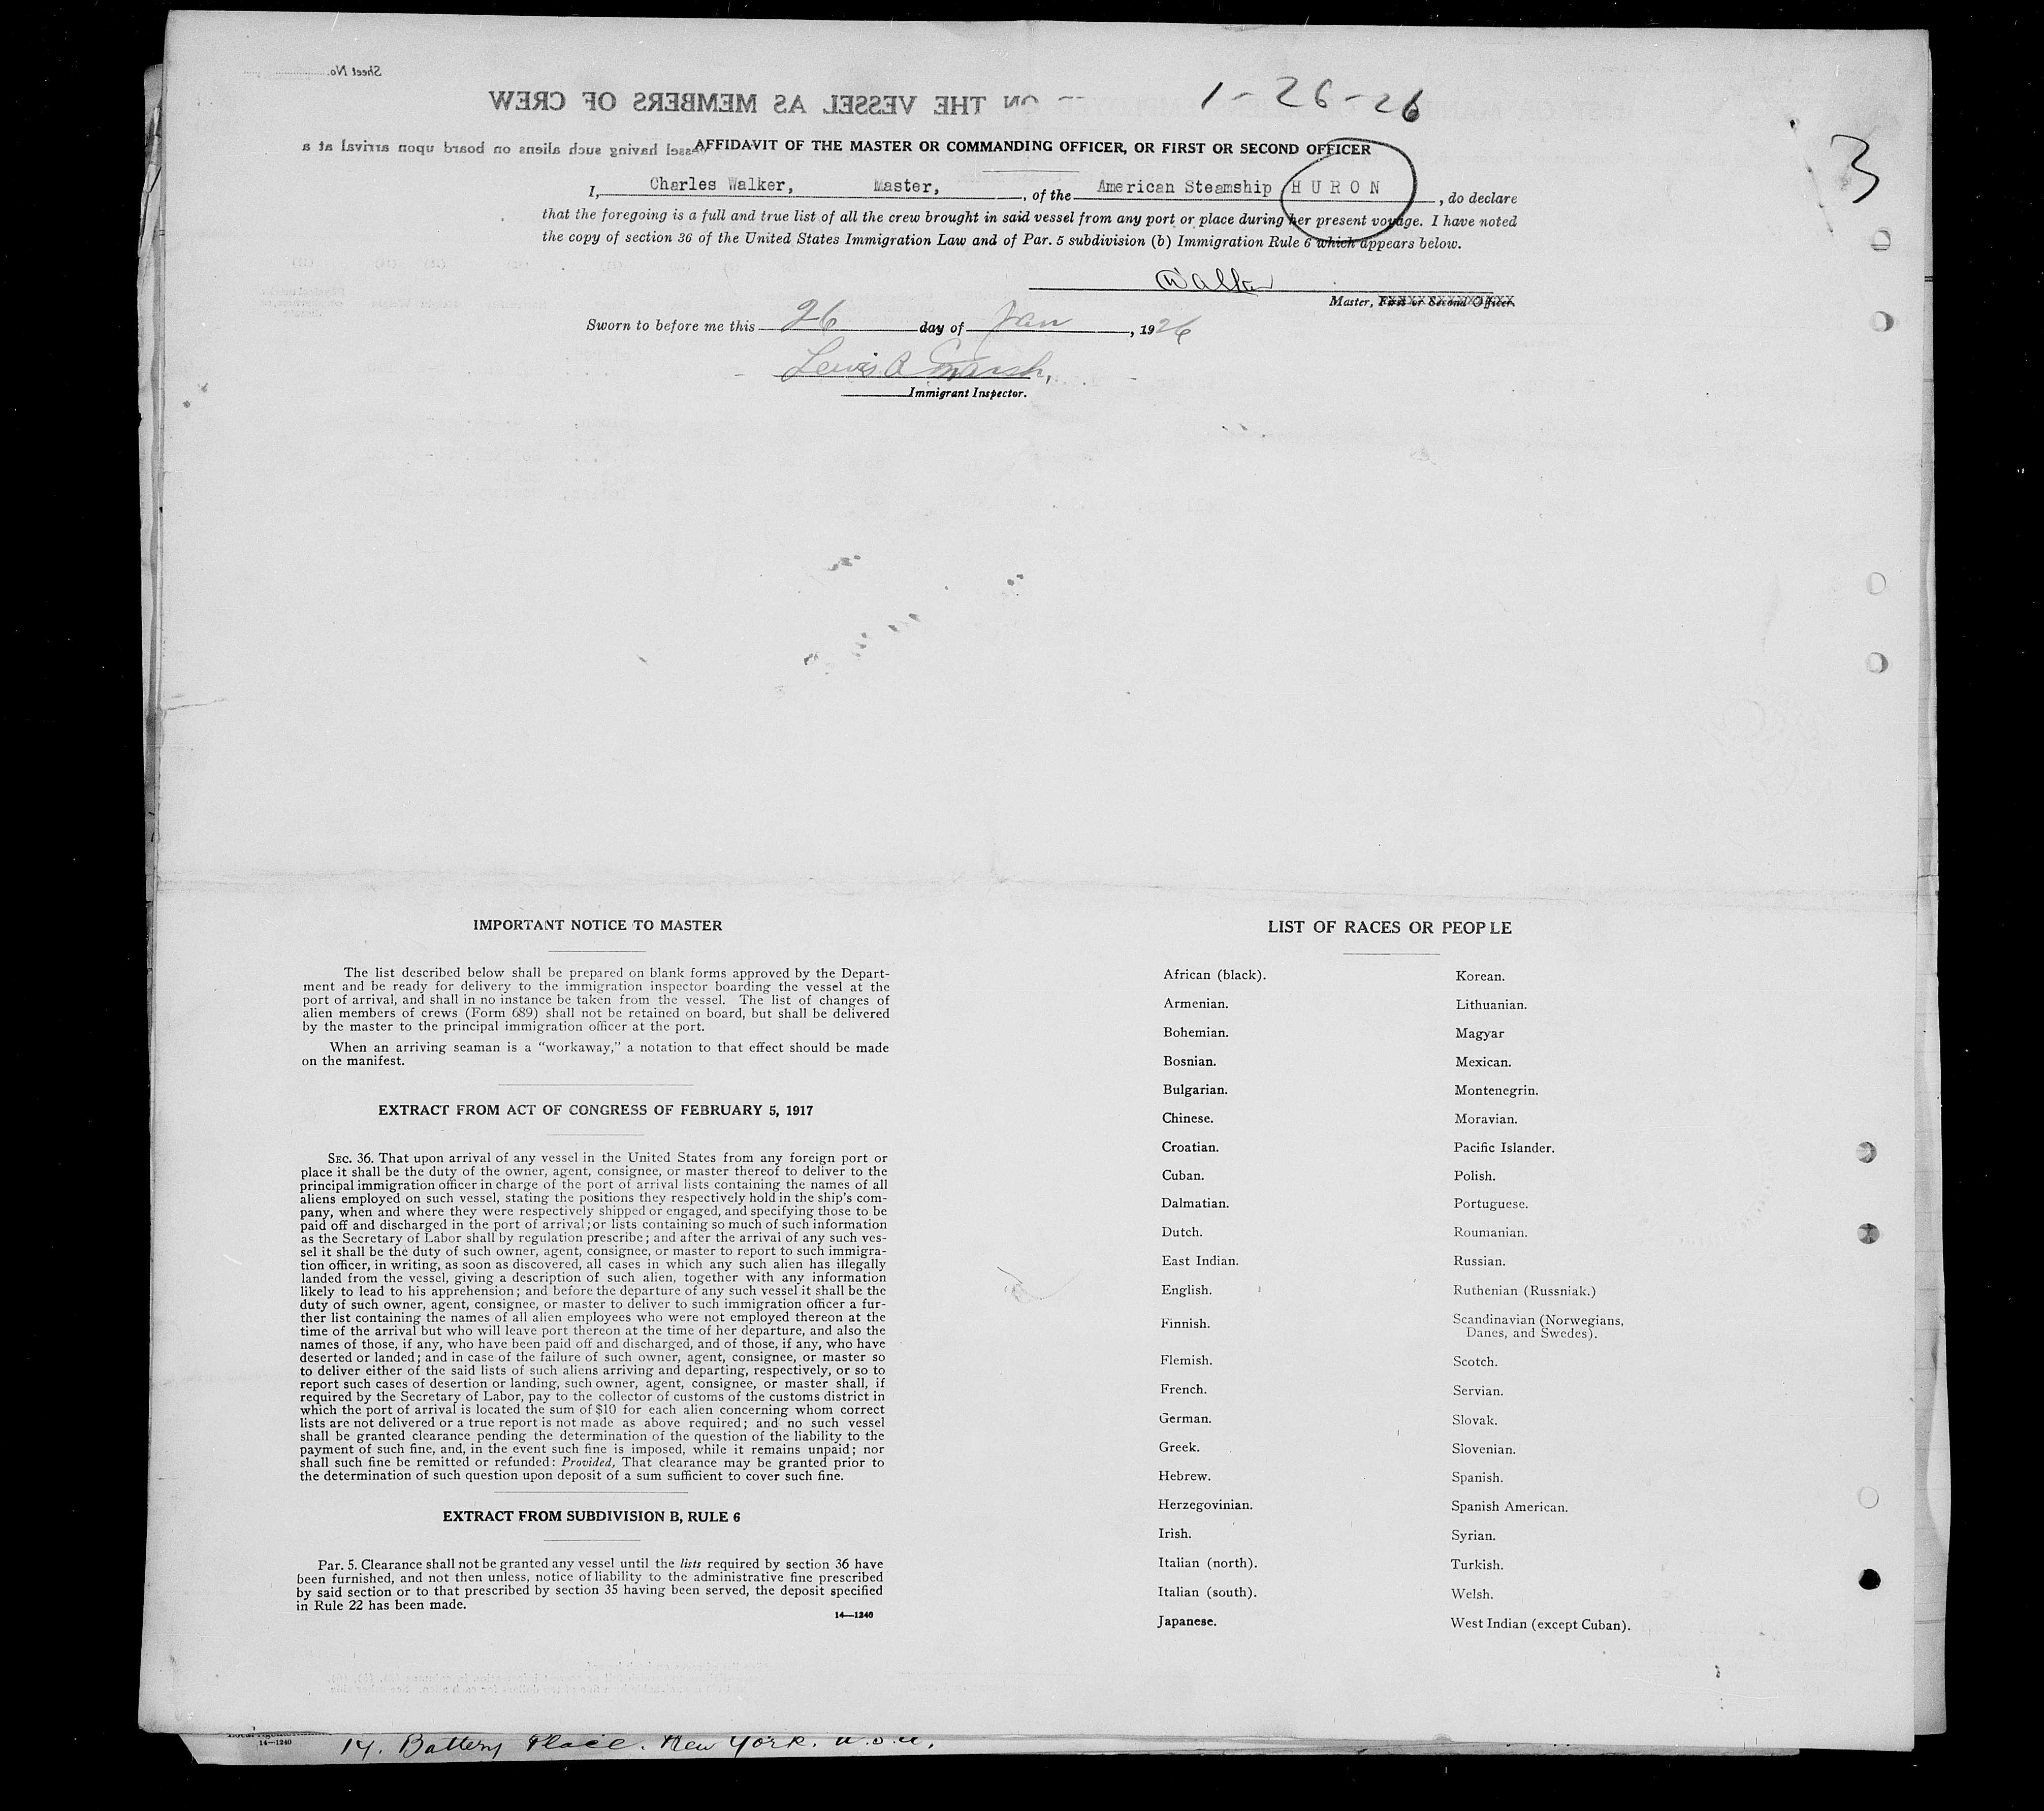 Sheet No.
ON THE VESSEL AS MEMBERS OF CREW
1-26-26
vessel having such aliens on board upon arrival at a
AFFIDAVIT OF THE MASTER OR COMMANDING OFFICER, OR FIRST OR SECOND OFFICER
3
I, Charles Walker, Master, , of the American Steamship HURON , do declare
that the foregoing is a full and true list of all the crew brought in said vessel from any port or place during her present voyage. I have noted
the copy of section 36 of the United States Immigration Law and of Par. 5 subdivision (b) Immigration Rule 6 which appears below.
CWalker
Master, First or Second Officer.
Sworn to before me this 26 day of Jan , 1926
Lewis R
Immigrant Inspector.
IMPORTANT NOTICE TO MASTER
The list described below shall be prepared on blank forms approved by the Depart-
ment and be ready for delivery to the immigration inspector boarding the vessel at the
port of arrival, and shall in no instance be taken from the vessel. The list of changes of
alien members of crews (Form 689) shall not be retained on board, but shall be delivered
by the master to the principal immigration officer at the port.
When an arriving seaman is a “workaway,” a notation to that effect should be made
on the manifest.
EXTRACT FROM ACT OF CONGRESS OF FEBRUARY 5, 1917
SEC. 36. That upon arrival of any vessel in the United States from any foreign port or
place it shall be the duty of the owner, agent, consignee, or master thereof to deliver to the
principal immigration officer in charge of the port of arrival lists containing the names of all
aliens employed on such vessel, stating the positions they respectively hold in the ship's com-
pany, when and where they were respectively shipped or engaged, and specifying those to be
paid off and discharged in the port of arrival; or lists containing so much of such information
as the Secretary of Labor shall by regulation prescribe; and after the arrival of any such ves-
sel it shall be the duty of such owner, agent, consignee, or master to report to such immigra-
tion officer, in writing, as soon as discovered, all cases in which any such alien has illegally
landed from the vessel, giving a description of such alien, together with any information
likely to lead to his apprehension; and before the departure of any such vessel it shall be the
duty of such owner, agent, consignee, or master to deliver to such immigration officer a fur-
ther list containing the names of all alien employees who were not employed thereon at the
time of the arrival but who will leave port thereon at the time of her departure, and also the
names of those, if any, who have been paid off and discharged, and of those, if any, who have
deserted or landed; and in case of the failure of such owner, agent, consignee, or master so
to deliver either of the said lists of such aliens arriving and departing, respectively, or so to
report such cases of desertion or landing, such owner, agent, consignee, or master shall, if
required by the Secretary of Labor, pay to the collector of customs of the customs district in
which the port of arrival is located the sum of $10 for each alien concerning whom correct
lists are not delivered or a true report is not made as above required; and no such vessel
shall be granted clearance pending the determination of the question of the liability to the
payment of such fine, and, in the event such fine is imposed, while it remains unpaid; nor
shall such fine be remitted or refunded: Provided, That clearance may be granted prior to
the determination of such question upon deposit of a sum sufficient to cover such fine.
EXTRACT FROM SUBDIVISION B, RULE 6
Par. 5. Clearance shall not be granted any vessel until the lists required by section 36 have
been furnished, and not then unless, notice of liability to the administrative fine prescribed
by said section or to that prescribed by section 35 having been served, the deposit specified
in Rule 22 has been made.
14—1240
LIST OF RACES OR PEOPLE
African (black).
Armenian.
Bohemian.
Bosnian.
Bulgarian.
Chinese.
Croatian.
Cuban.
Dalmatian.
Dutch.
East Indian.
English.
Finnish.
Flemish.
French.
German.
Greek.
Hebrew.
Herzegovinian.
Irish.
Italian (north).
Italian (south).
Japanese.
Korean.
Lithuanian.
Magyar
Mexican.
Montenegrin.
Moravian.
Pacific Islander.
Polish.
Portuguese.
Roumanian.
Russian.
Ruthenian (Russniak.)
Scandinavian (Norwegians,
Danes, and Swedes).
Scotch.
Servian.
Slovak.
Slovenian.
Spanish.
Spanish American.
Syrian.
Turkish.
Welsh.
West Indian (except Cuban).
14—1240
14. Battery Place. New York. U.S.A.